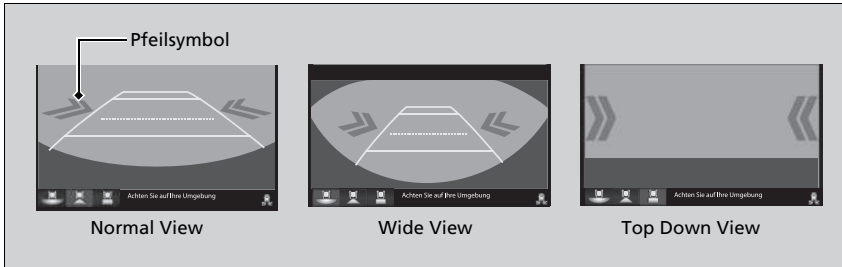 Pfeilsymbol
Achten Sie auf Ihre Umgebung
Achten Sie auf Ihre Umgebung
Achten Sie auf Ihre Umgebung
Normal View
Wide View
Top Down View